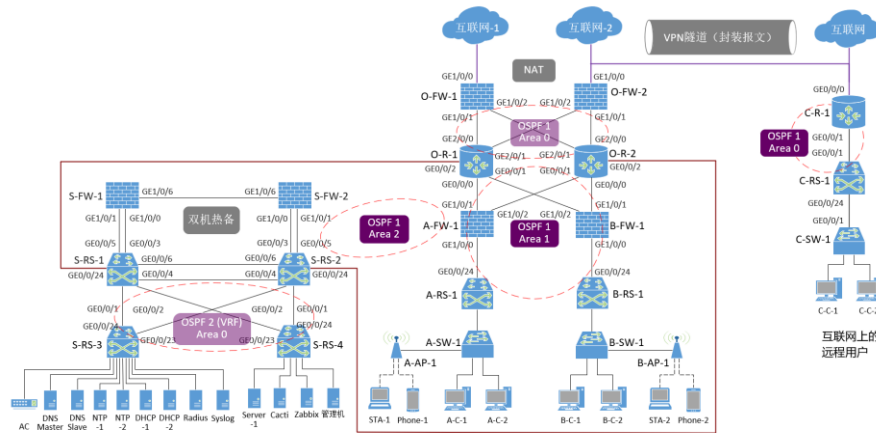 互联网-1
互联网-2
VPN隧道（封装报文）
互联网
NAT
GE1/0/0
GE1/0/0
GE0/0/0
O-FW-1
GE1/0/2
GE1/0/2
O-FW-2
C-R-1
GE1/0/1
GE1/0/1
OSPF 1
Area 0
GE2/0/0
GE2/0/0
GE0/0/1
OSPF 1
Area 0
GE0/0/1
O-R-1
GE2/0/1
GE2/0/1
O-R-2
GE0/0/2
GE0/0/2
C-RS-1
GE0/0/0
GE0/0/0
GE0/0/24
S-FW-1
GE1/0/6
GE1/0/6
S-FW-2
GE1/0/1
GE1/0/1
GE0/0/1
GE1/0/1
GE1/0/0
双机热备
GE1/0/0
GE1/0/1
OSPF 1
Area 2
A-FW-1
GE1/0/2
GE1/0/2
B-FW-1
OSPF 1
Area 1
C-SW-1
GE0/0/5
GE0/0/3
GE0/0/3
GE0/0/5
GE1/0/0
GE1/0/0
S-RS-1
GE0/0/6
GE0/0/6
S-RS-2
GE0/0/24
GE0/0/4
GE0/0/4
GE0/0/24
GE0/0/24
GE0/0/24
A-RS-1
B-RS-1
C-C-1
C-C-2
GE0/0/1
GE0/0/2
GE0/0/2
GE0/0/1
GE0/0/24
OSPF 2 (VRF)
Area 0
GE0/0/24
GE0/0/23
GE0/0/23
S-RS-3
S-RS-4
A-SW-1
B-SW-1
互联网上的
远程用户
A-AP-1
B-AP-1
AC
DNS
Master
DNS
Slave
NTP
-1
NTP
-2
DHCP
-1
DHCP
-2
Radius
Syslog
Server
-1
Cacti
Zabbix
管理机
STA-1
Phone-1
A-C-1
A-C-2
B-C-1
B-C-2
STA-2
Phone-2